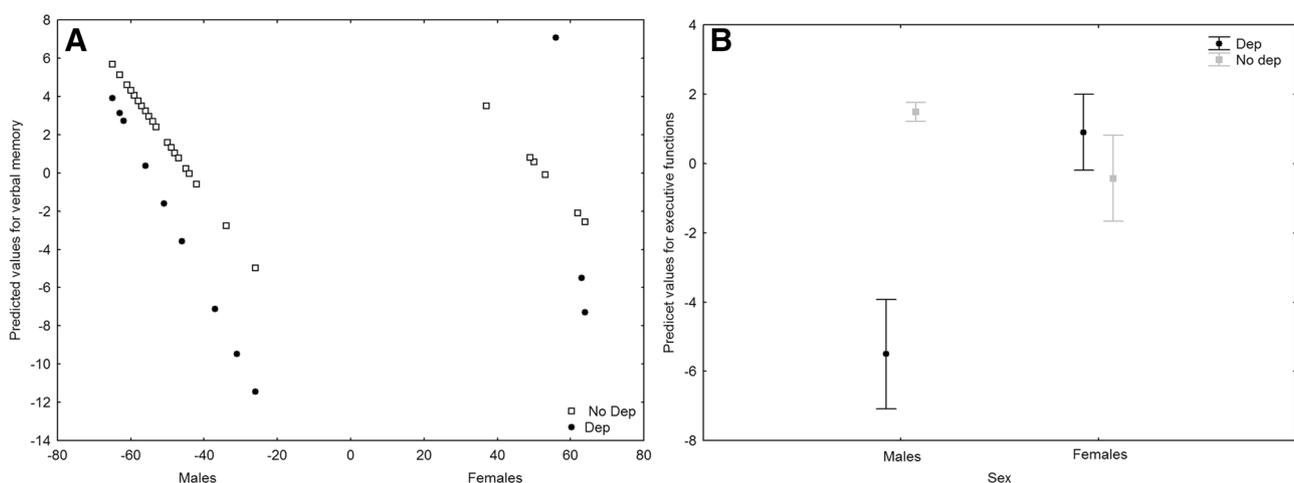 A
Predicted values for verbal memory
8
6
4
2
0
-2
-4
-6
-8
-10
-12
-14
No Dep
Dep
-80 -60 -40 -20 0 20 40 60 80
Males Females
B
Predicet values for executive functions
4
2
0
-2
-4
-6
-8
Dep
No dep
Males Females
Sex